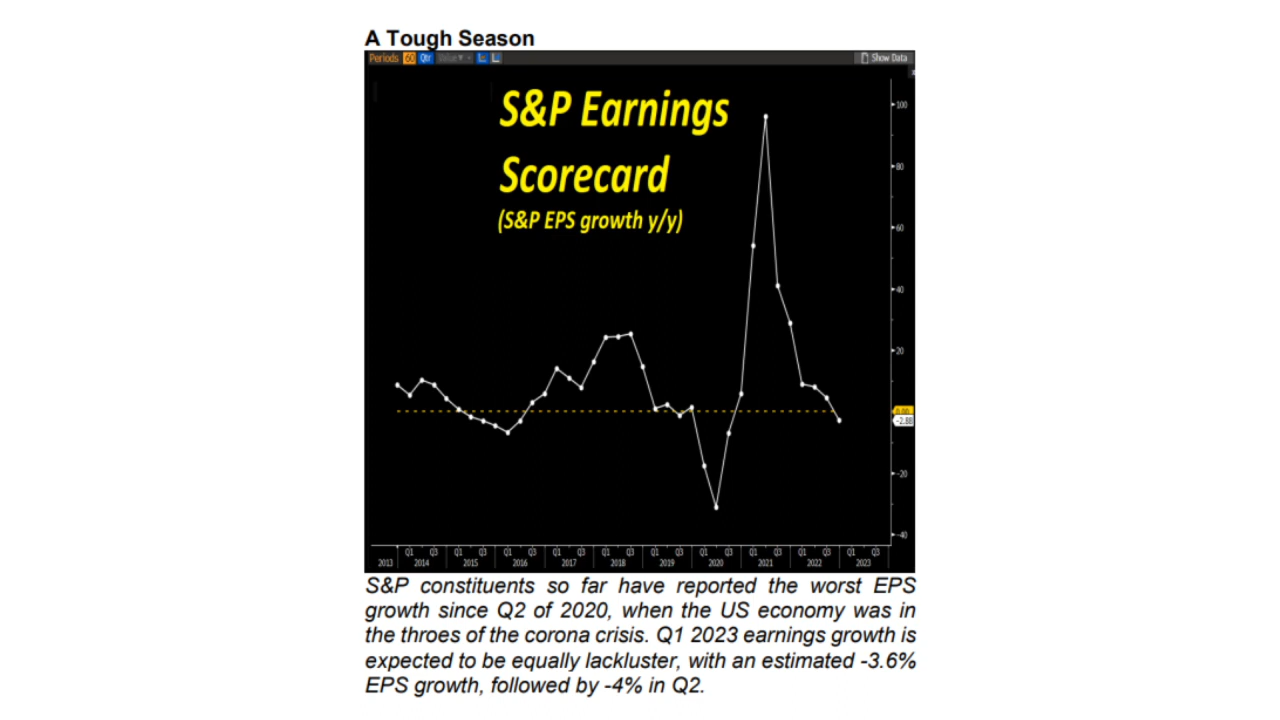 A Tough Season
Periods 60 Qtr Value Show Data
S&P Earnings
Scorecard
(S&P EPS growth y/y)
100
80
60
40
20
0.00
-2.88
-20
-40
Q1 Q3 Q1 Q3 Q1 Q3 Q1 Q3 Q1 Q3 Q1 Q3 Q1 Q3 Q1 Q3 Q1 Q3 Q1 Q3
2013 2014 2015 2016 2017 2018 2019 2020 2021 2022 2023
S&P constituents so far have reported the worst EPS
growth since Q2 of 2020, when the US economy was in
the throes of the corona crisis. Q1 2023 earnings growth is
expected to be equally lackluster, with an estimated -3.6%
EPS growth, followed by -4% in Q2.